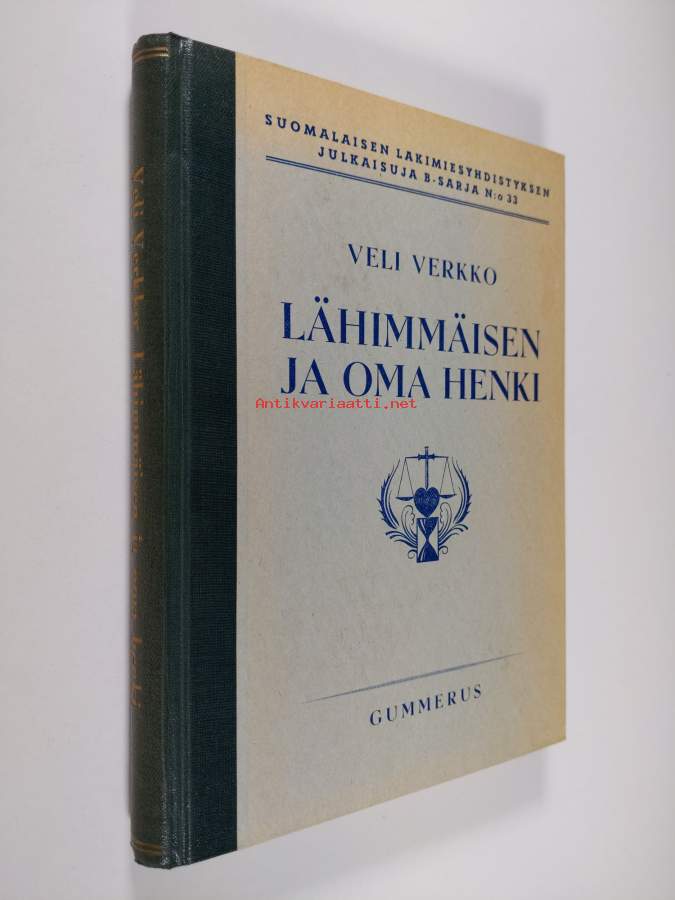 SUOMALAISEN LAKIMIESYHDISTYKSEN
JULKAISUJA B-SARJA N:o 33
VELI VERKKO
LÄHIMMÄISEN
JA OMA HENKI
Antikvariaatti.net
GUMMERUS
Veli Verkko Lähimmäisen ja oma henki